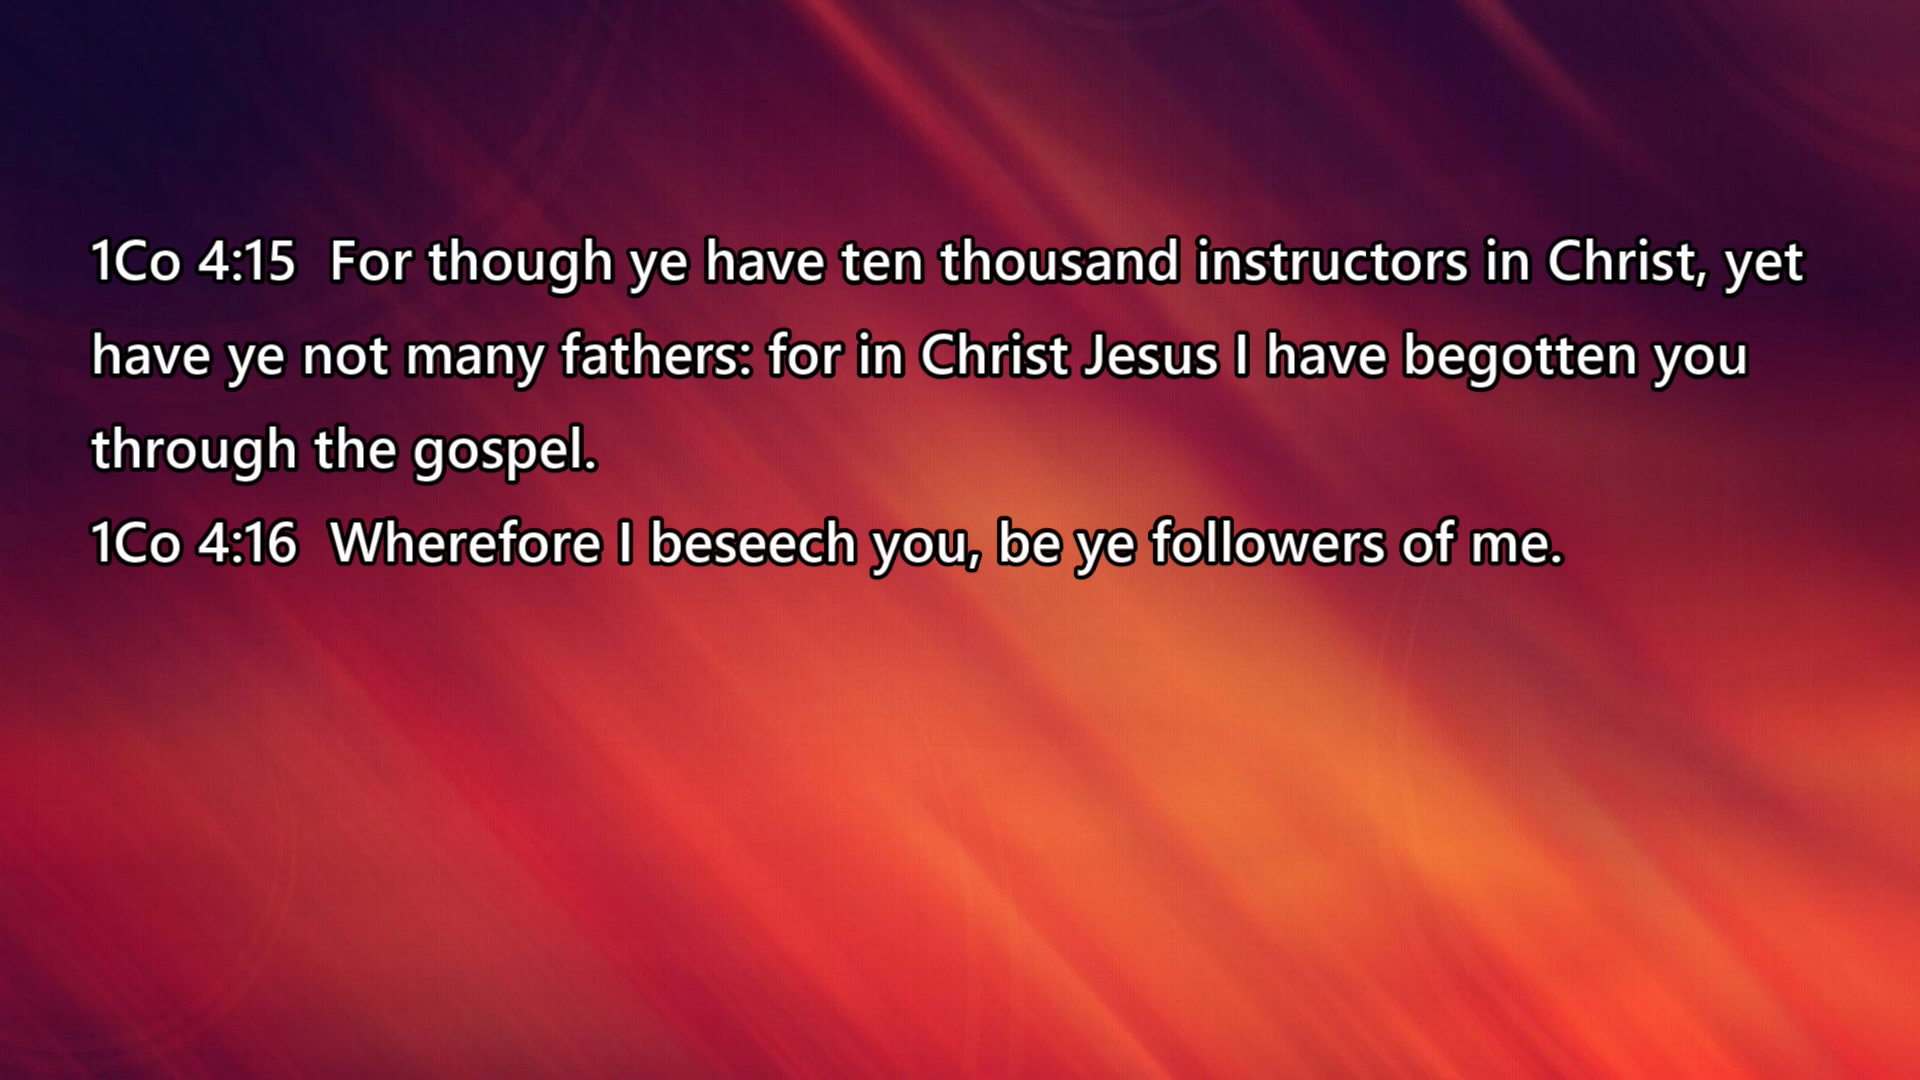 1Co 4:15  For though ye have ten thousand instructors in Christ, yet
have ye not many fathers: for in Christ Jesus I have begotten you
through the gospel.
1Co 4:16  Wherefore I beseech you, be ye followers of me.